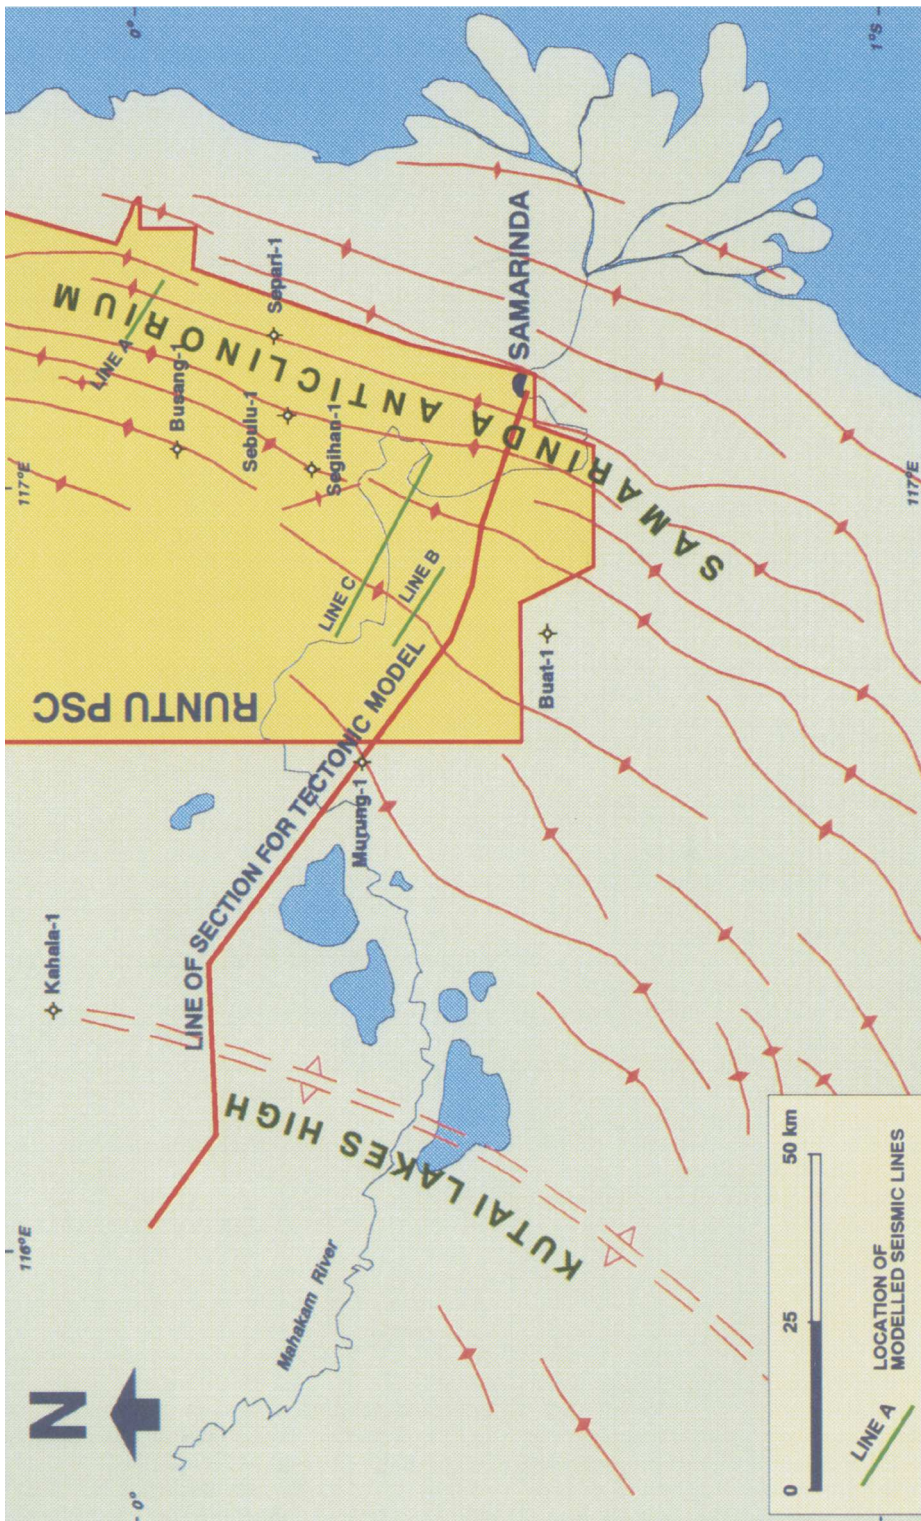 N
116°E
117°E
0°
0°
Kahala-1
RUNTU PSC
LINE A
Busang-1
SAMARINDA ANTICLINORIUM
Separi-1
Sebulu-1
Segihan-1
LINE OF SECTION FOR TECTONIC MODEL
LINE C
LINE B
Murung-1
KUTAI LAKES HIGH
Mahakam River
SAMARINDA
Buat-1
0 25 50 km
LINE A
LOCATION OF
MODELLED SEISMIC LINES
117°E
1°S